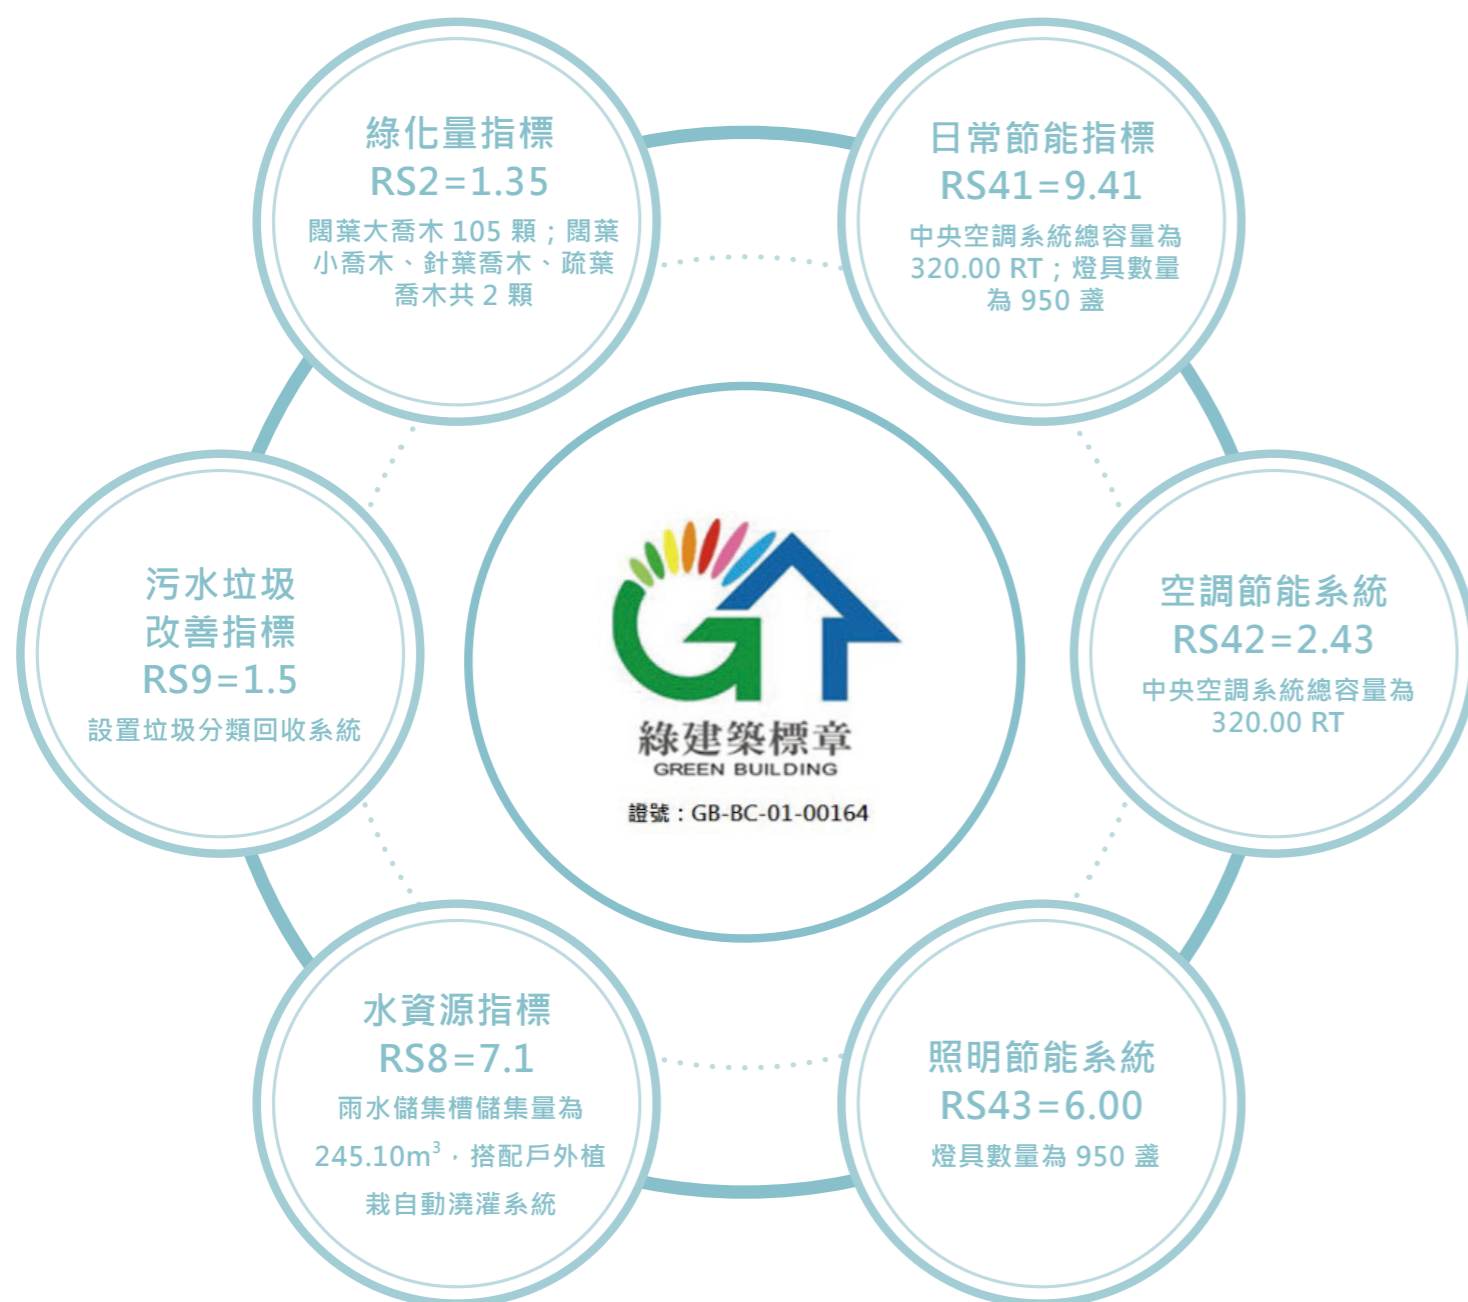 綠化量指標
RS2=1.35
闊葉大喬木 105 顆；闊葉
小喬木、針葉喬木、疏葉
喬木共 2 顆
日常節能指標
RS41=9.41
中央空調系統總容量為
320.00 RT；燈具數量
為 950 盞
污水垃圾
改善指標
RS9=1.5
設置垃圾分類回收系統
綠建築標章
GREEN BUILDING
證號：GB-BC-01-00164
空調節能系統
RS42=2.43
中央空調系統總容量為
320.00 RT
水資源指標
RS8=7.1
雨水儲集槽儲集量為
245.10m³，搭配戶外植
栽自動澆灌系統
照明節能系統
RS43=6.00
燈具數量為 950 盞